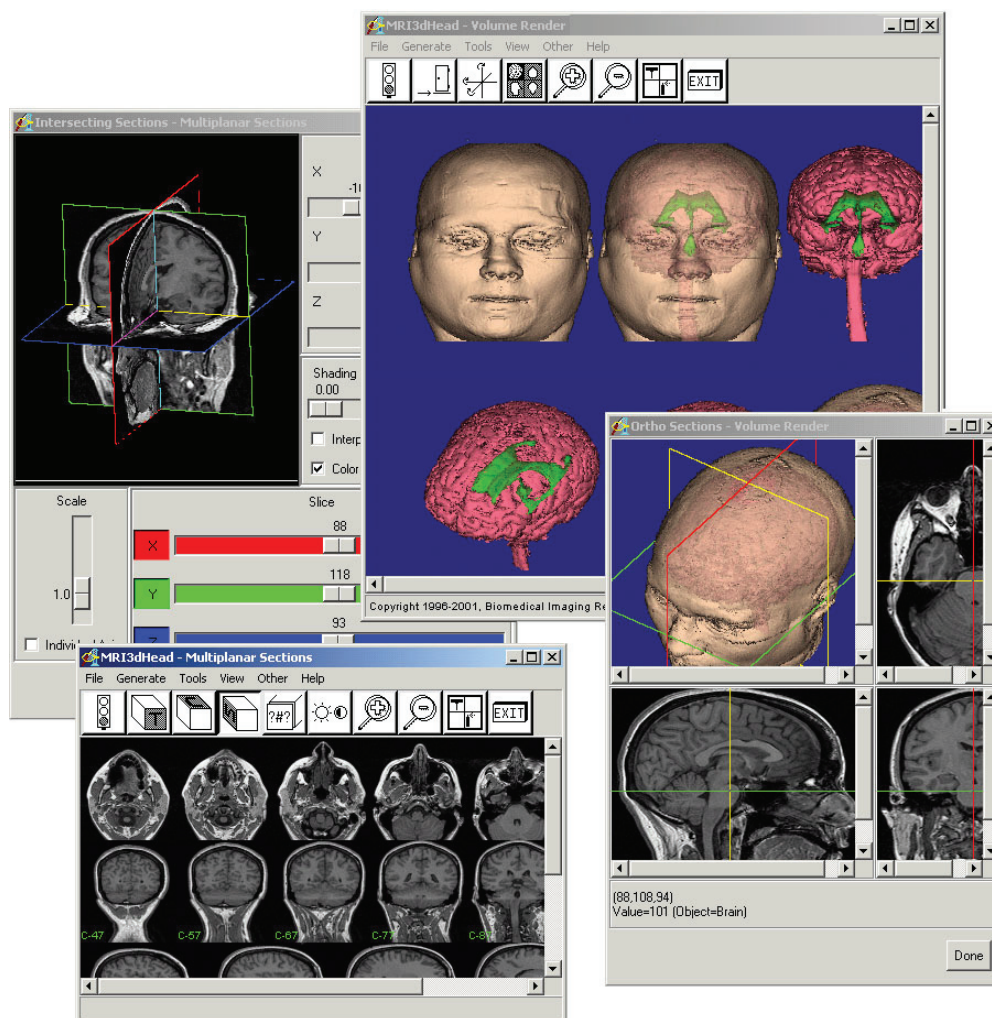 MRI3dHead - Volume Render
File Generate Tools View Other Help
EXIT
Intersecting Sections - Multiplanar Sections
X
Y
Z
Shading
0.00
Color
Scale
1.0
Slice
88
X
118
Y
93
Copyright 1996-2001, Biomedical Imaging
Ortho Sections - Volume Render
(88,108,94)
Value=101 (Object=Brain)
Done
MRI3dHead - Multiplanar Sections
File Generate Tools View Other Help
T
?#?
EXIT
C-47
C-57
C-67
C-77